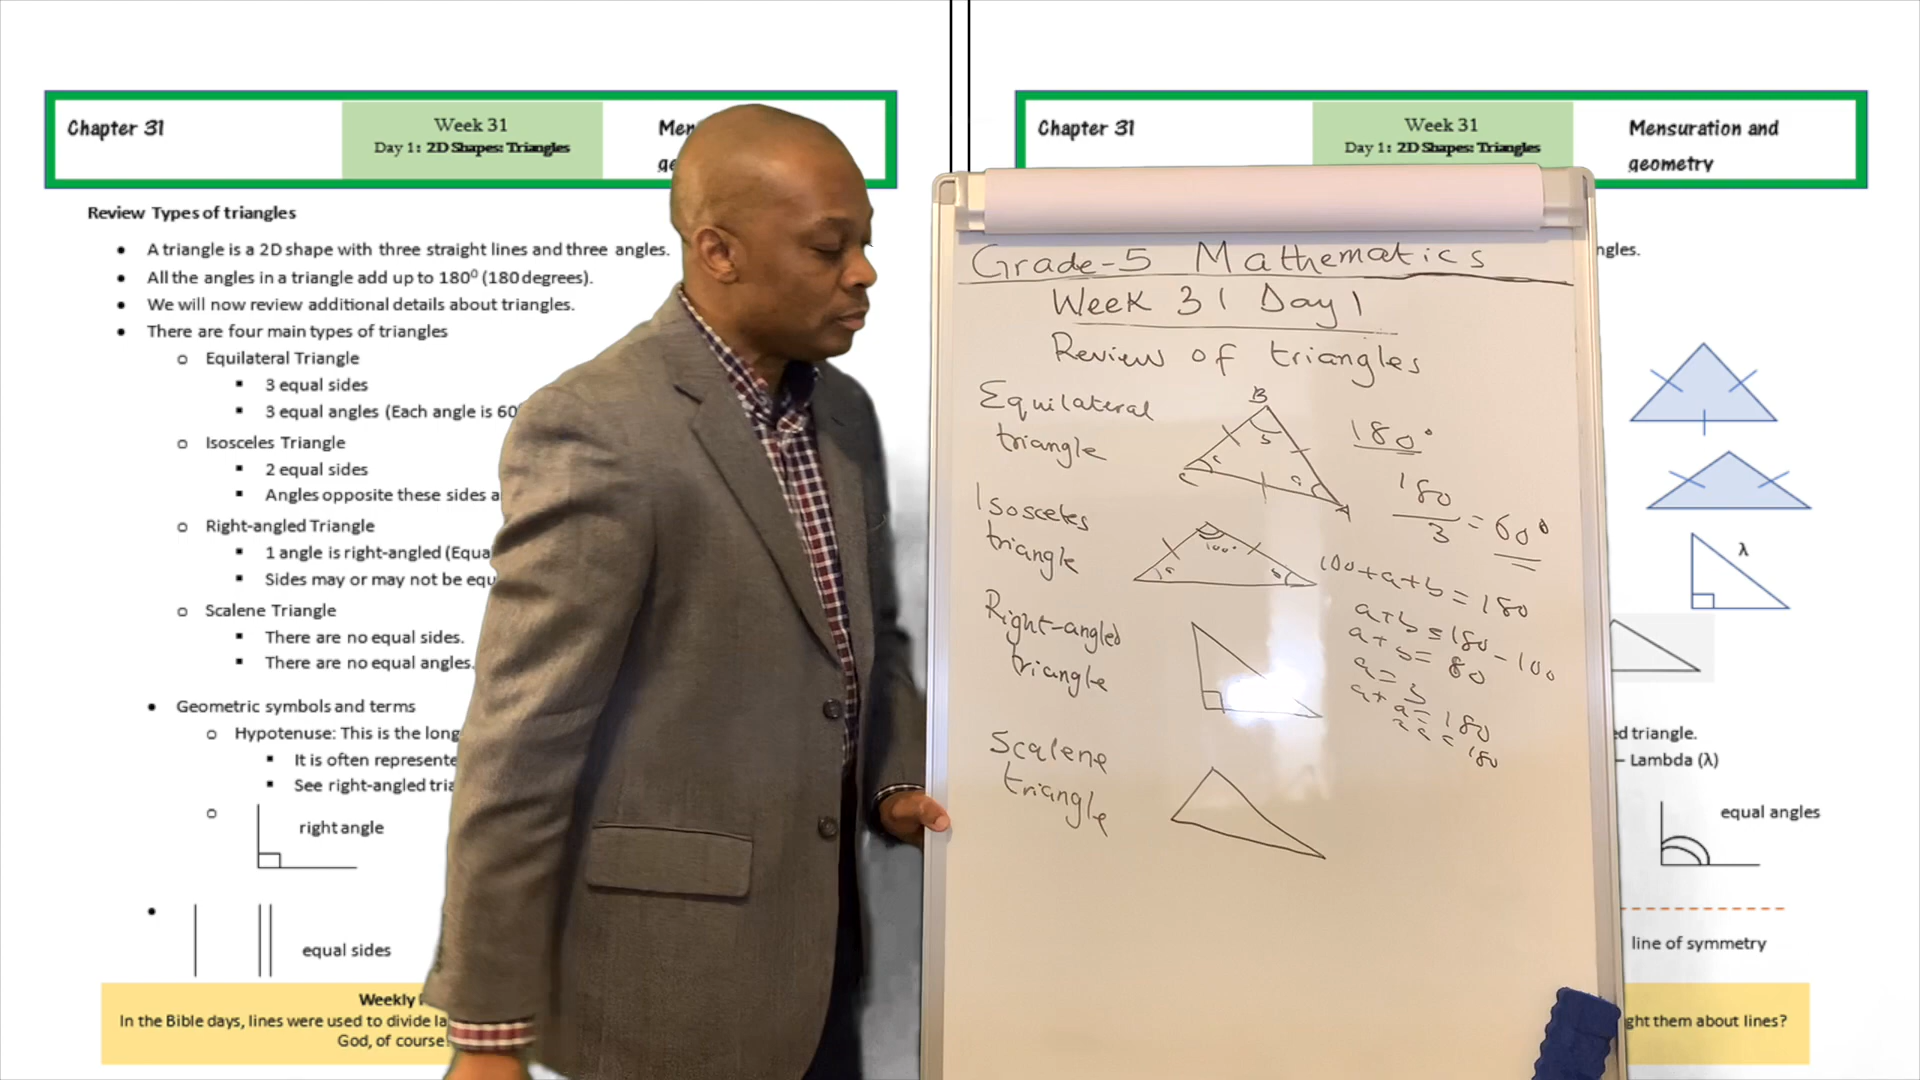 Chapter 31
Week 31
Day 1: 2D Shapes: Triangles
Review Types of triangles
• A triangle is a 2D shape with three straight lines and three angles.
• All the angles in a triangle add up to 180⁰ (180 degrees).
• We will now review additional details about triangles.
• There are four main types of triangles
o Equilateral Triangle
▪ 3 equal sides
▪ 3 equal angles (Each angle is 60
o Isosceles Triangle
▪ 2 equal sides
▪ Angles opposite these sides a
o Right-angled Triangle
▪ 1 angle is right-angled (Equa
▪ Sides may or may not be equ
o Scalene Triangle
▪ There are no equal sides.
▪ There are no equal angles.
• Geometric symbols and terms
o Hypotenuse: This is the long
▪ It is often represente
▪ See right-angled tria
o right angle
equal sides
Weekly
In the Bible days, lines were used to divide la
God, of course
Grade-5 Mathematics
Week 31 Day 1
Review of triangles
Equilateral
triangle
B
b
c
a
C
A
180°
180
3
= 60°
Isosceles
triangle
100°
a
b
100+a+b = 180
a+b = 180 - 100
a+b = 80
a = b
a+a = 180
2a = 180
Right-angled
triangle
Scalene
triangle
Chapter 31
Week 31
Day 1: 2D Shapes: Triangles
Mensuration and
geometry
ngles.
λ
ed triangle.
– Lambda (λ)
equal angles
line of symmetry
ght them about lines?